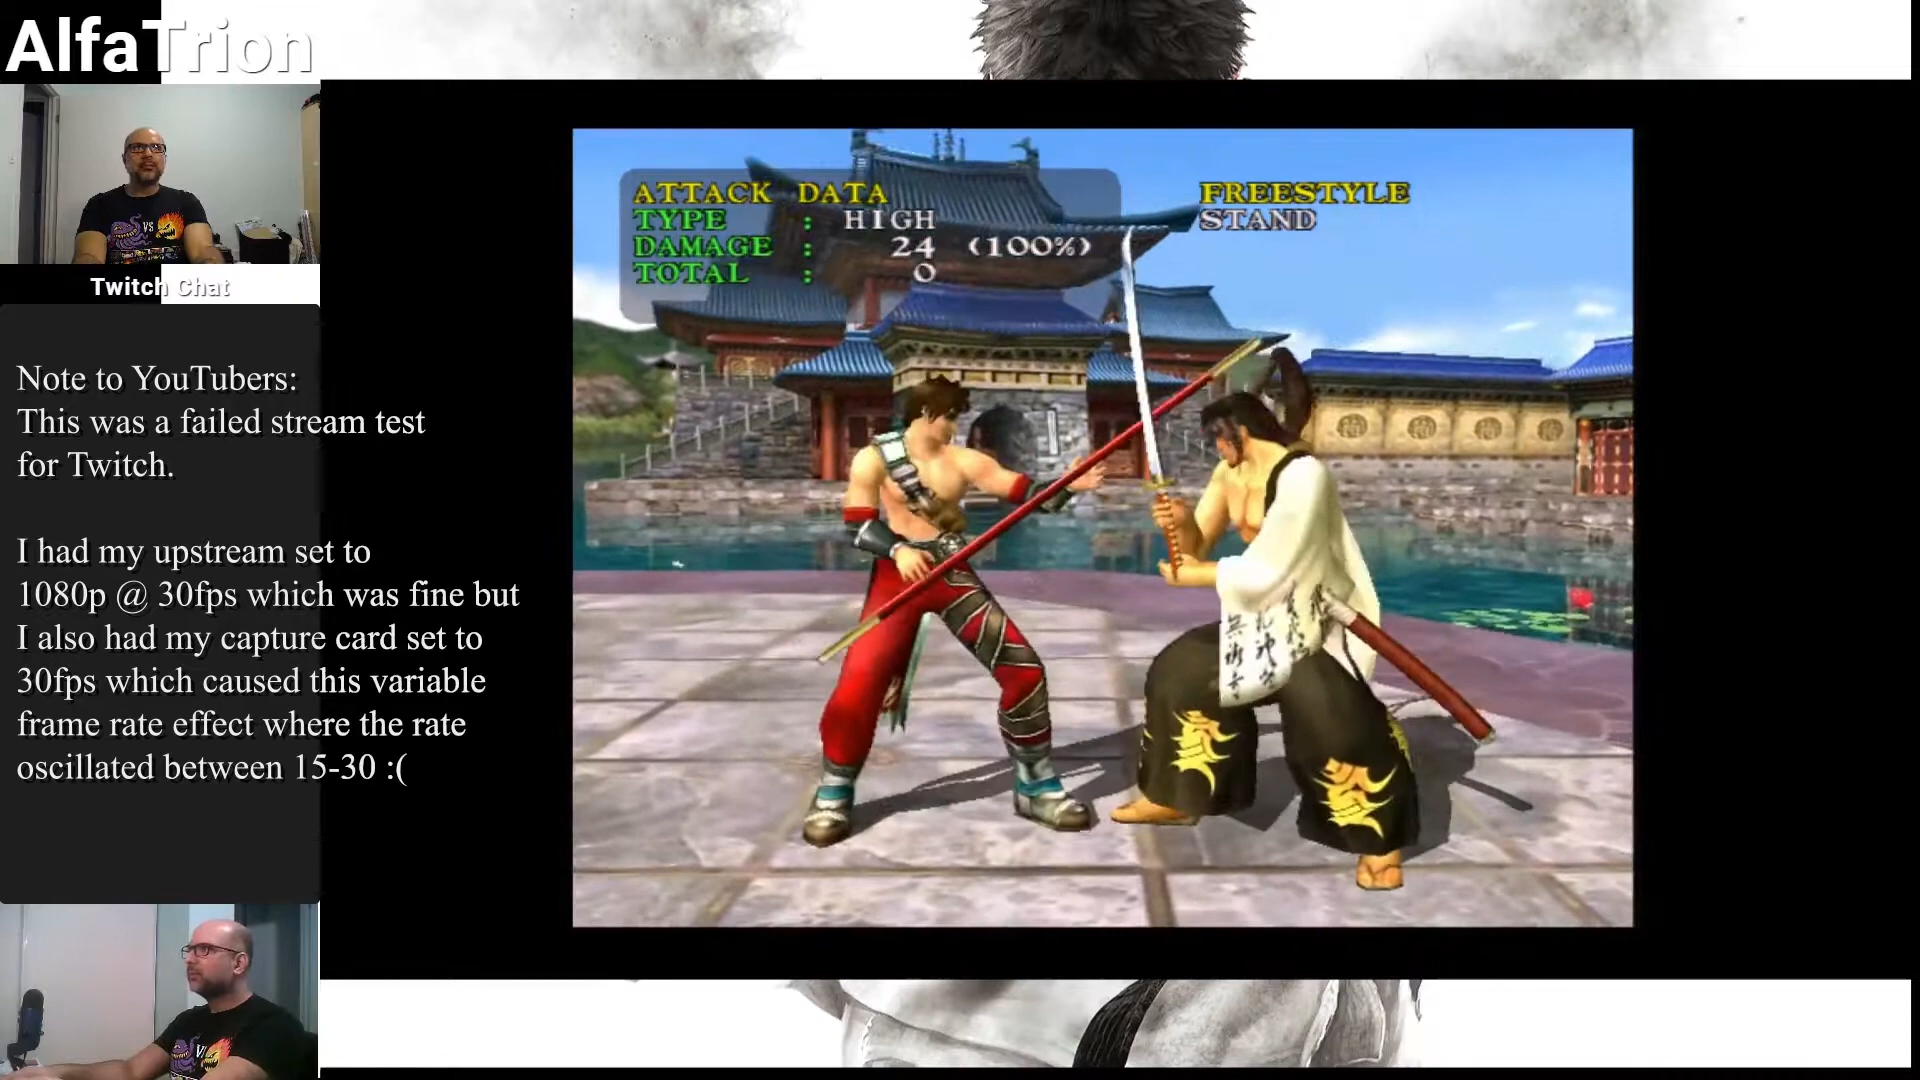 AlfaTrion
Twitch Chat
Note to YouTubers:
This was a failed stream test
for Twitch.
I had my upstream set to
1080p @ 30fps which was fine but
I also had my capture card set to
30fps which caused this variable
frame rate effect where the rate
oscillated between 15-30 :(
ATTACK DATA
TYPE : HIGH
DAMAGE : 24 (100%)
TOTAL : 0
FREESTYLE
STAND
VS